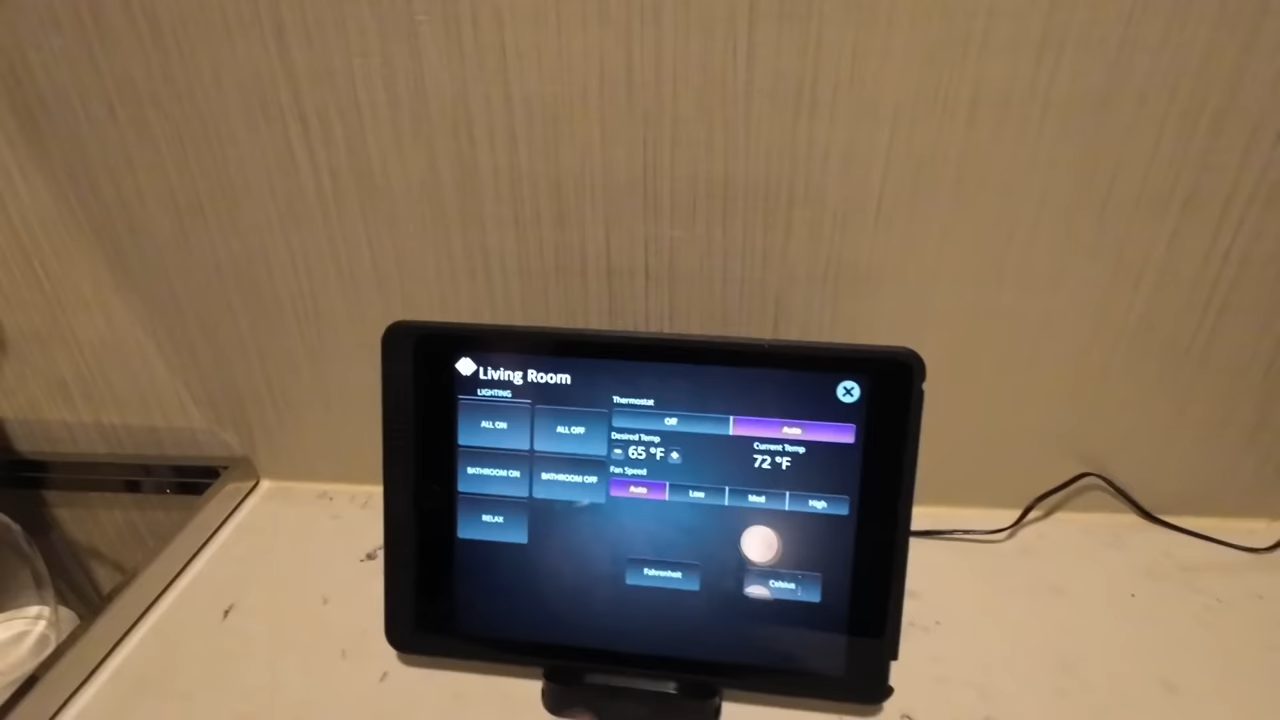 Living Room
LIGHTING
ALL ON
ALL OFF
BATHROOM ON
BATHROOM OFF
RELAX
Thermostat
Off
Auto
Desired Temp
- 65 °F +
Current Temp
72 °F
Fan Speed
Auto
Low
Med
High
Fahrenheit
Celsius